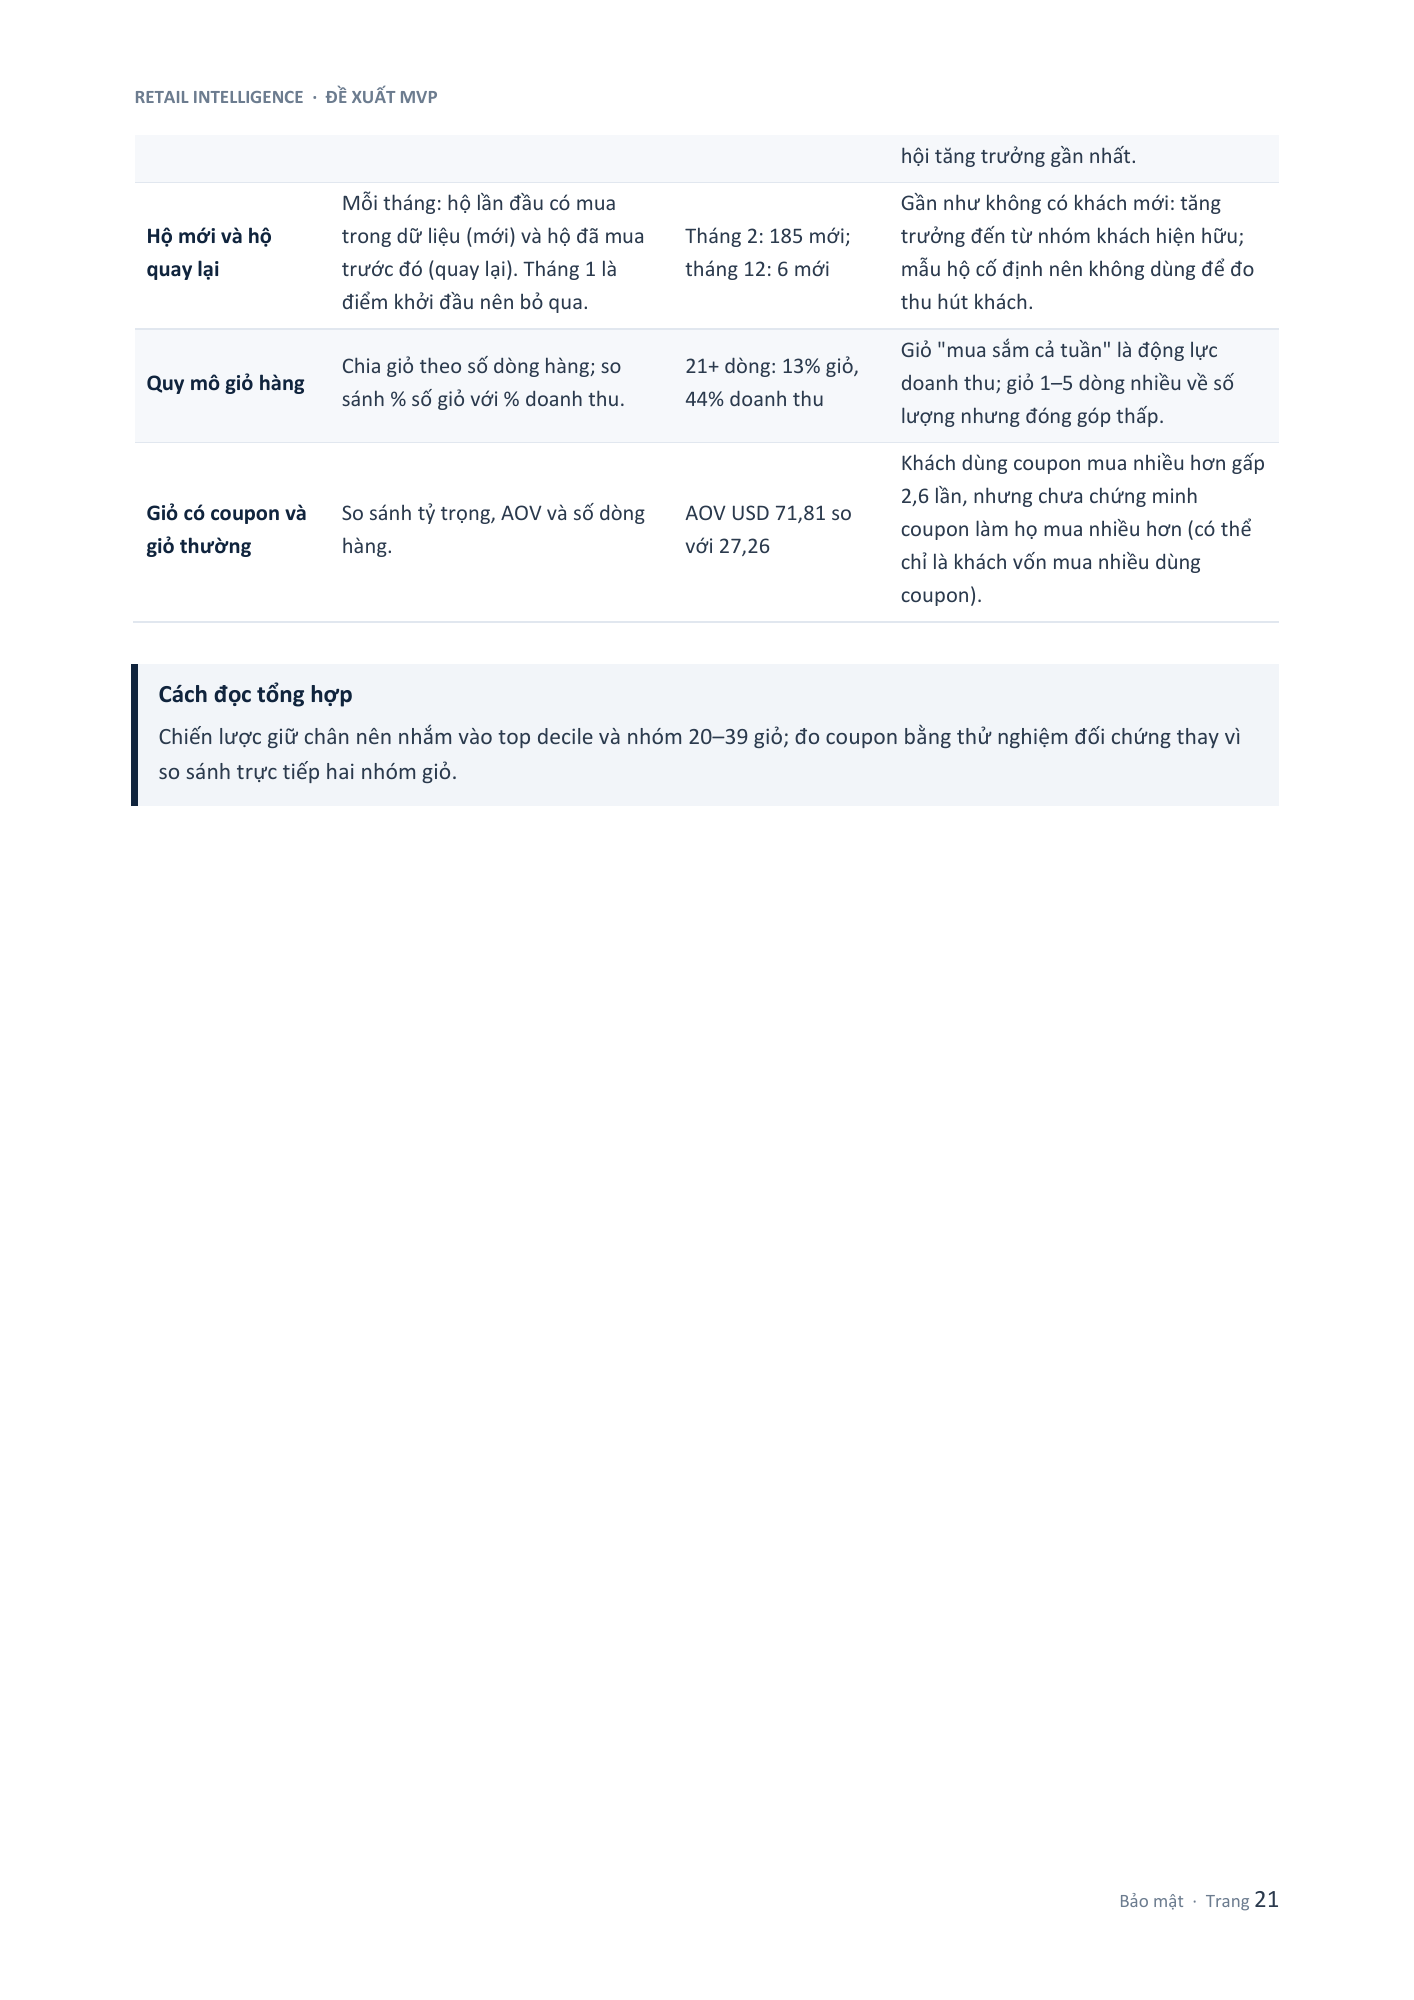 RETAIL INTELLIGENCE · ĐỀ XUẤT MVP
hội tăng trưởng gần nhất.
Hộ mới và hộ
quay lại
Mỗi tháng: hộ lần đầu có mua
trong dữ liệu (mới) và hộ đã mua
trước đó (quay lại). Tháng 1 là
điểm khởi đầu nên bỏ qua.
Tháng 2: 185 mới;
tháng 12: 6 mới
Gần như không có khách mới: tăng
trưởng đến từ nhóm khách hiện hữu;
mẫu hộ cố định nên không dùng để đo
thu hút khách.
Quy mô giỏ hàng
Chia giỏ theo số dòng hàng; so
sánh % số giỏ với % doanh thu.
21+ dòng: 13% giỏ,
44% doanh thu
Giỏ "mua sắm cả tuần" là động lực
doanh thu; giỏ 1–5 dòng nhiều về số
lượng nhưng đóng góp thấp.
Giỏ có coupon và
giỏ thường
So sánh tỷ trọng, AOV và số dòng
hàng.
AOV USD 71,81 so
với 27,26
Khách dùng coupon mua nhiều hơn gấp
2,6 lần, nhưng chưa chứng minh
coupon làm họ mua nhiều hơn (có thể
chỉ là khách vốn mua nhiều dùng
coupon).
Cách đọc tổng hợp
Chiến lược giữ chân nên nhắm vào top decile và nhóm 20–39 giỏ; đo coupon bằng thử nghiệm đối chứng thay vì
so sánh trực tiếp hai nhóm giỏ.
Bảo mật · Trang 21